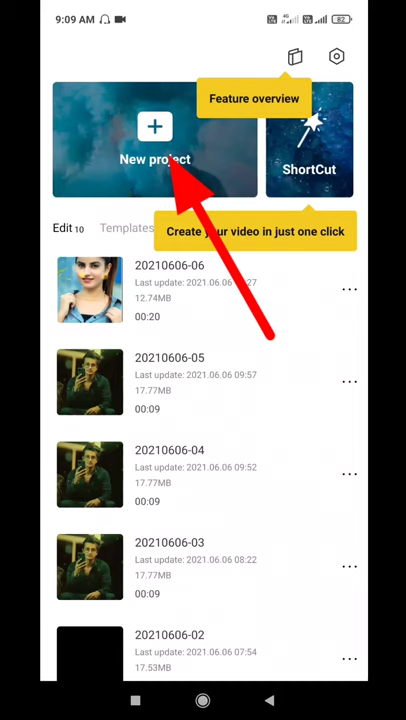 9:09 AM
4G
82
Feature overview
New project
ShortCut
Create your video in just one click
Edit 10
Templates
20210606-06
Last update: 2021.06.06 :27
12.74MB
00:20
20210606-05
Last update: 2021.06.06 09:57
17.77MB
00:09
20210606-04
Last update: 2021.06.06 09:52
17.77MB
00:09
20210606-03
Last update: 2021.06.06 08:22
17.77MB
00:09
20210606-02
Last update: 2021.06.06 07:54
17.53MB